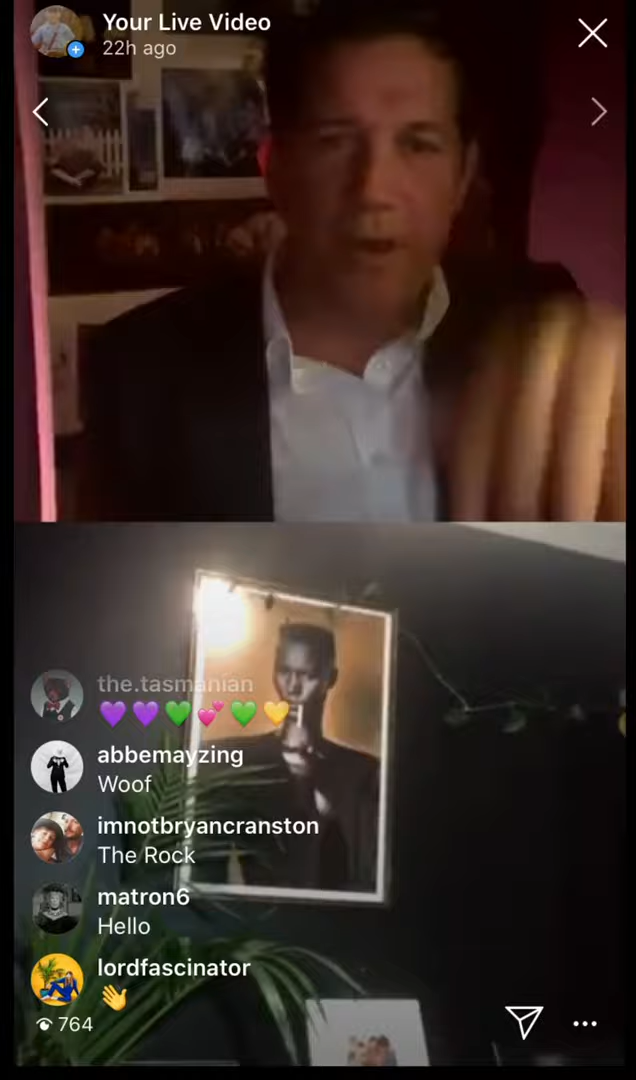 Your Live Video
22h ago
the.tasmanian
💜💜💚💕💚💛
abbemayzing
Woof
imnotbryancranston
The Rock
matron6
Hello
lordfascinator
👋
764